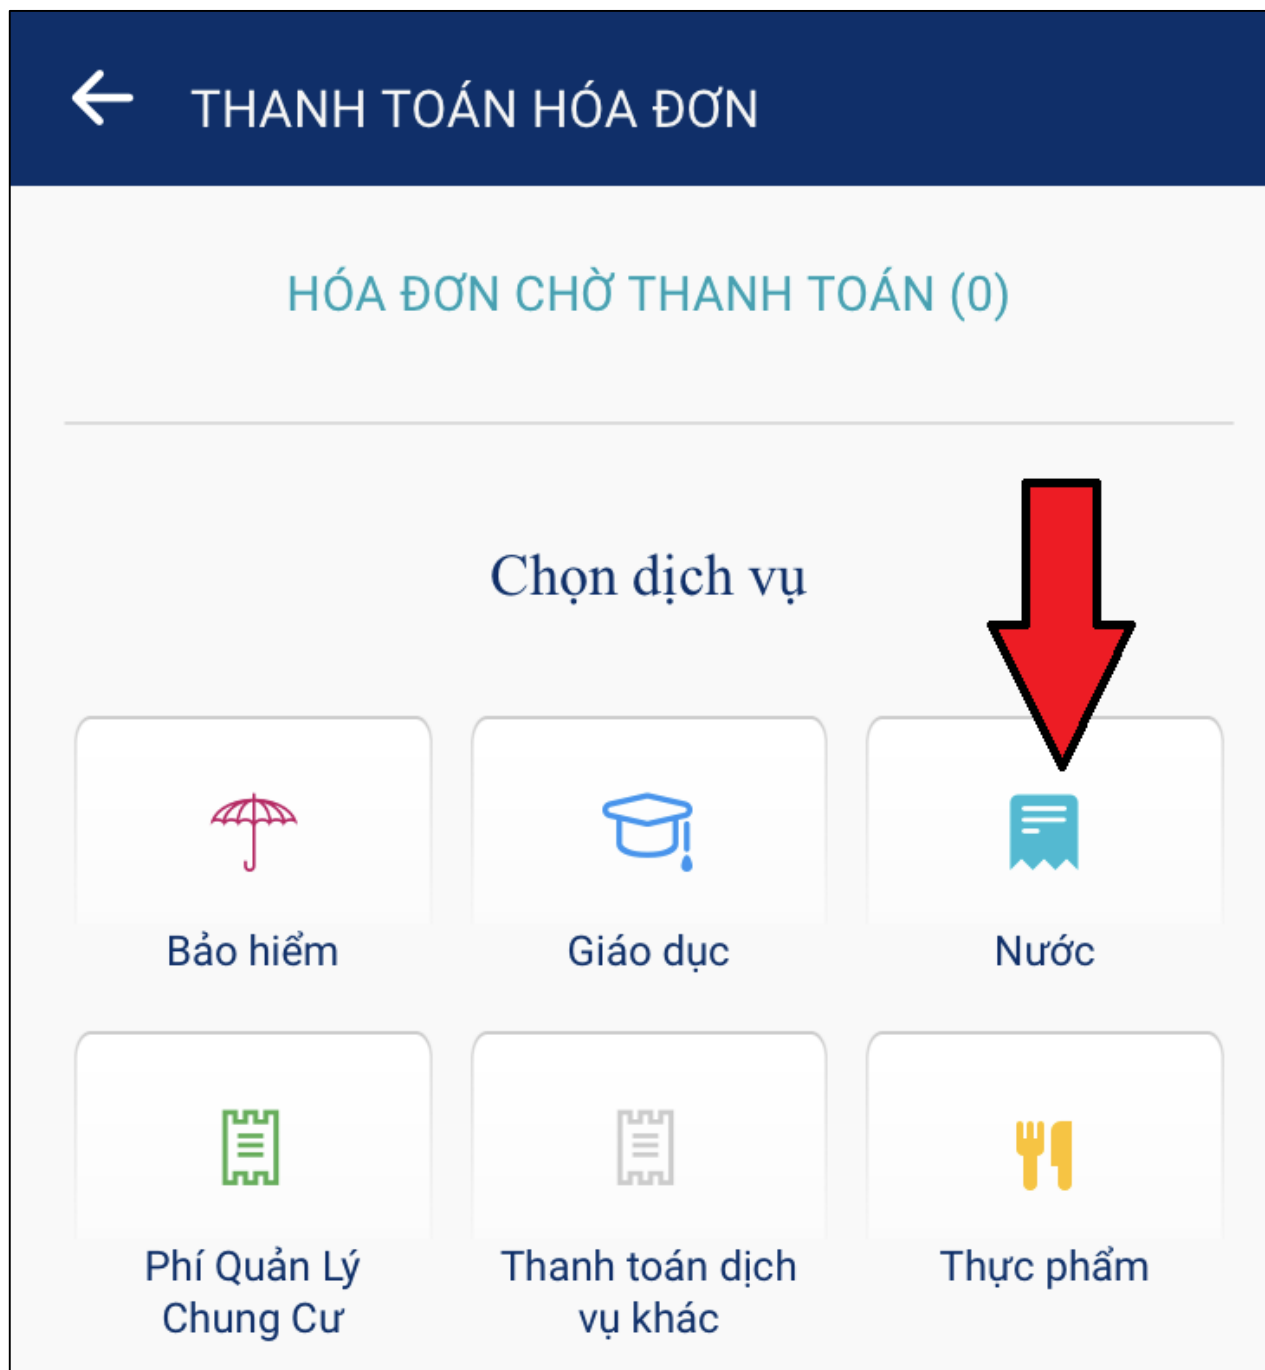 THANH TOÁN HÓA ĐƠN
HÓA ĐƠN CHỜ THANH TOÁN (0)
Chọn dịch vụ
Bảo hiểm
Giáo dục
Nước
Phí Quản Lý
Chung Cư
Thanh toán dịch
vụ khác
Thực phẩm